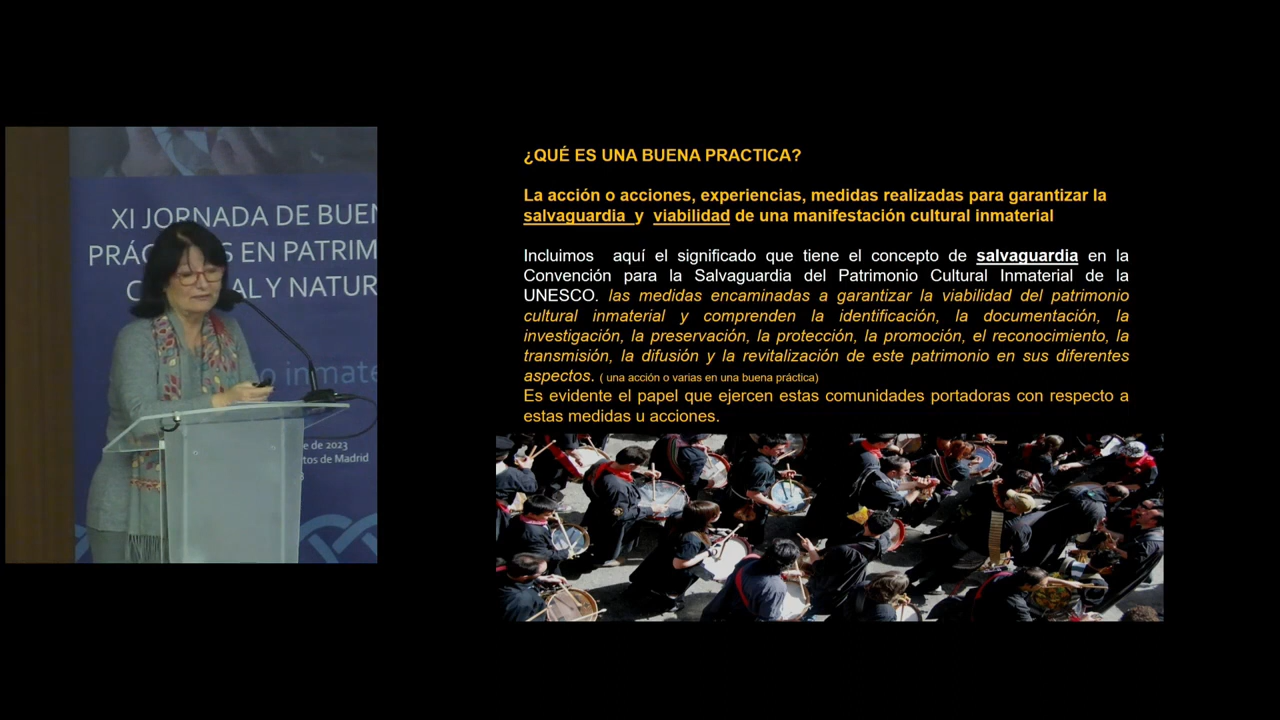 XI JORNADA DE BUEN
PRÁC S EN PATRIM
C AL Y NATUR
o inmate
e de 2023
tos de Madrid
¿QUÉ ES UNA BUENA PRACTICA?
La acción o acciones, experiencias, medidas realizadas para garantizar la
salvaguardia y viabilidad de una manifestación cultural inmaterial
Incluimos aquí el significado que tiene el concepto de salvaguardia en la
Convención para la Salvaguardia del Patrimonio Cultural Inmaterial de la
UNESCO. las medidas encaminadas a garantizar la viabilidad del patrimonio
cultural inmaterial y comprenden la identificación, la documentación, la
investigación, la preservación, la protección, la promoción, el reconocimiento, la
transmisión, la difusión y la revitalización de este patrimonio en sus diferentes
aspectos. ( una acción o varias en una buena práctica)
Es evidente el papel que ejercen estas comunidades portadoras con respecto a
estas medidas u acciones.